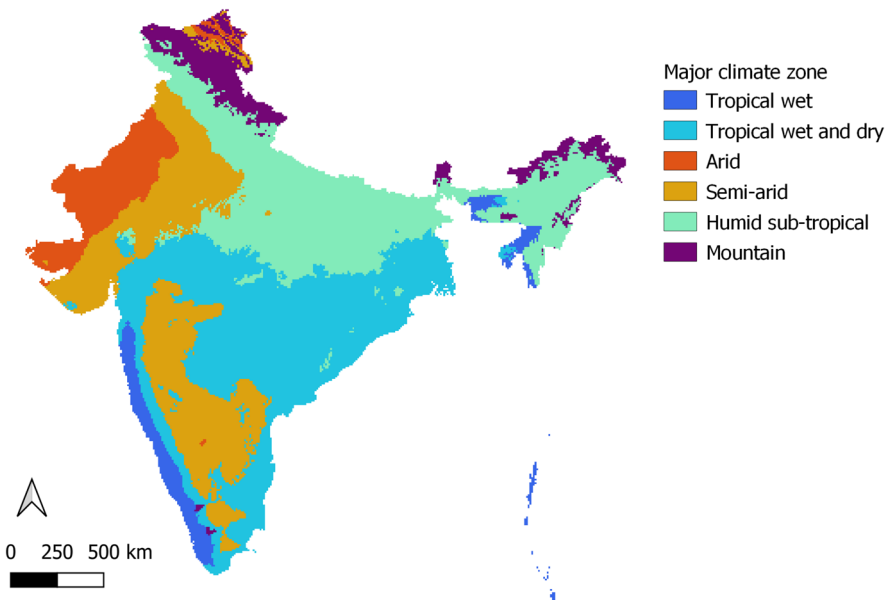 Major climate zone
Tropical wet
Tropical wet and dry
Arid
Semi-arid
Humid sub-tropical
Mountain
0 250 500 km